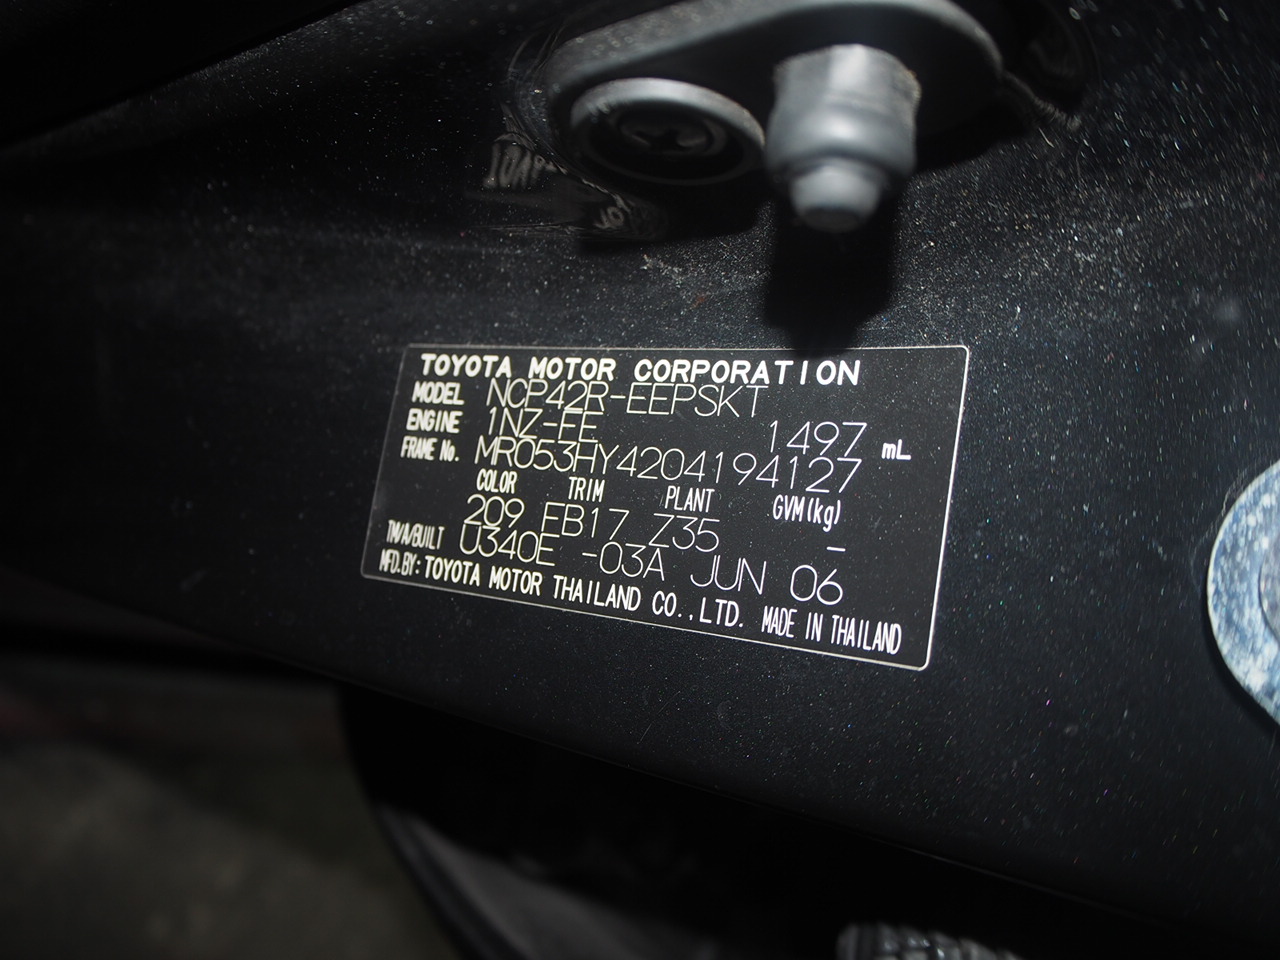 TOYOTA MOTOR CORPORATION
MODEL NCP42R-EEPSKT
ENGINE 1NZ-FE 1497 mL
FRAME No. MR053HY4204194127
COLOR TRIM PLANT GVM(kg)
209 FB17 Z35 –
TM/A/BUILT U340E -03A JUN 06
MFD.BY: TOYOTA MOTOR THAILAND CO.,LTD. MADE IN THAILAND